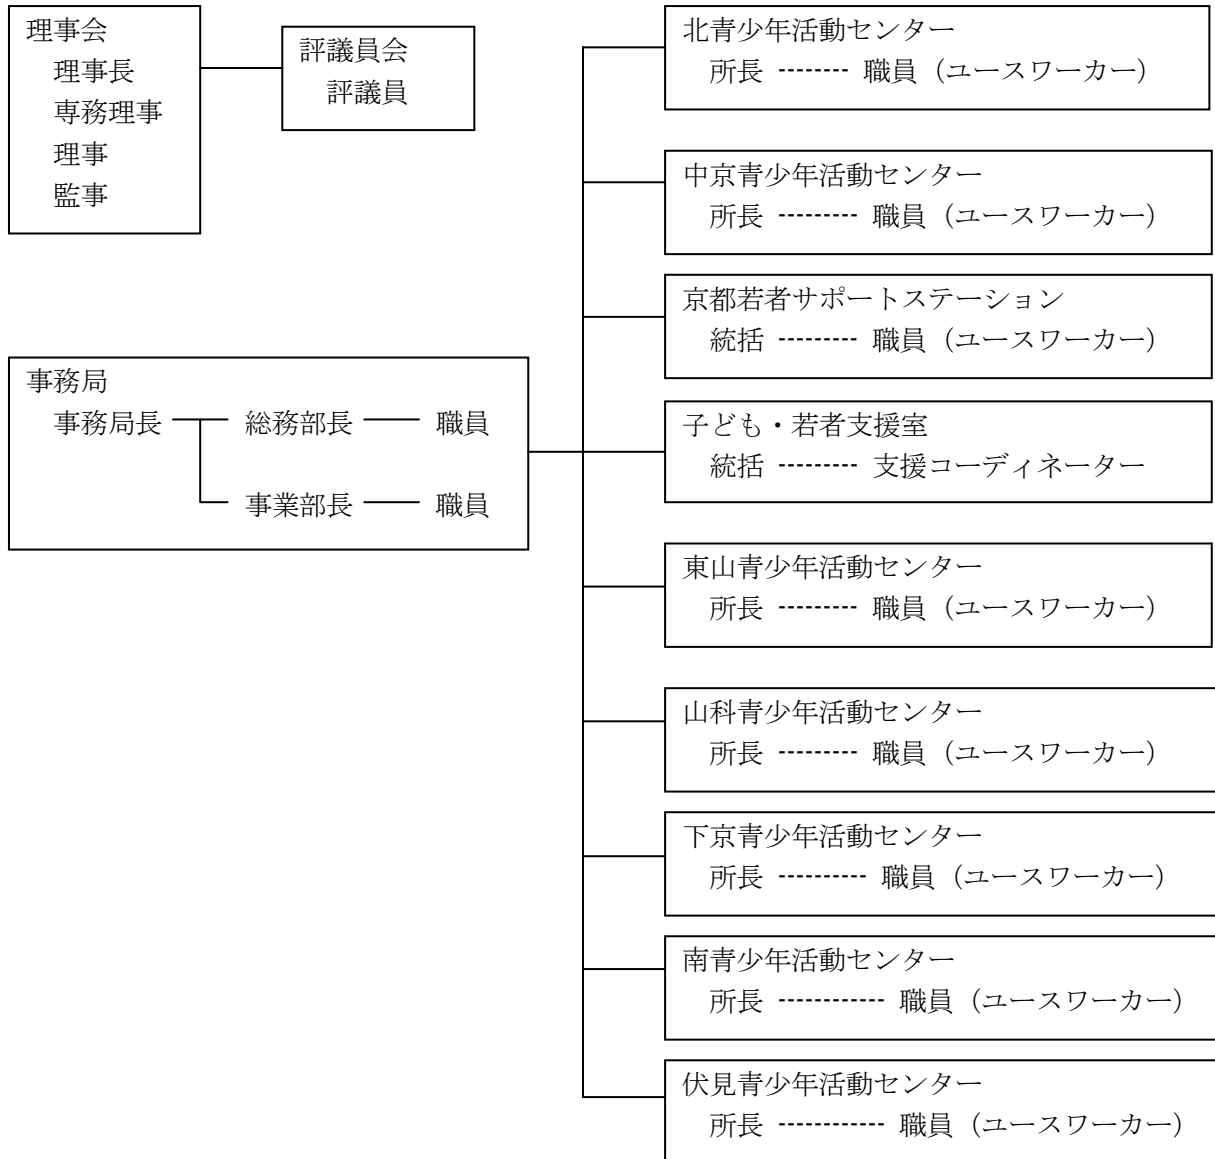 理事会
理事長
専務理事
理事
監事
評議員会
評議員
事務局
事務局長 総務部長 職員
事業部長 職員
北青少年活動センター
所長 -------- 職員（ユースワーカー）
中京青少年活動センター
所長 --------- 職員（ユースワーカー）
京都若者サポートステーション
統括 --------- 職員（ユースワーカー）
子ども・若者支援室
統括 --------- 支援コーディネーター
東山青少年活動センター
所長 --------- 職員（ユースワーカー）
山科青少年活動センター
所長 --------- 職員（ユースワーカー）
下京青少年活動センター
所長 ---------- 職員（ユースワーカー）
南青少年活動センター
所長 ------------ 職員（ユースワーカー）
伏見青少年活動センター
所長 ------------ 職員（ユースワーカー）